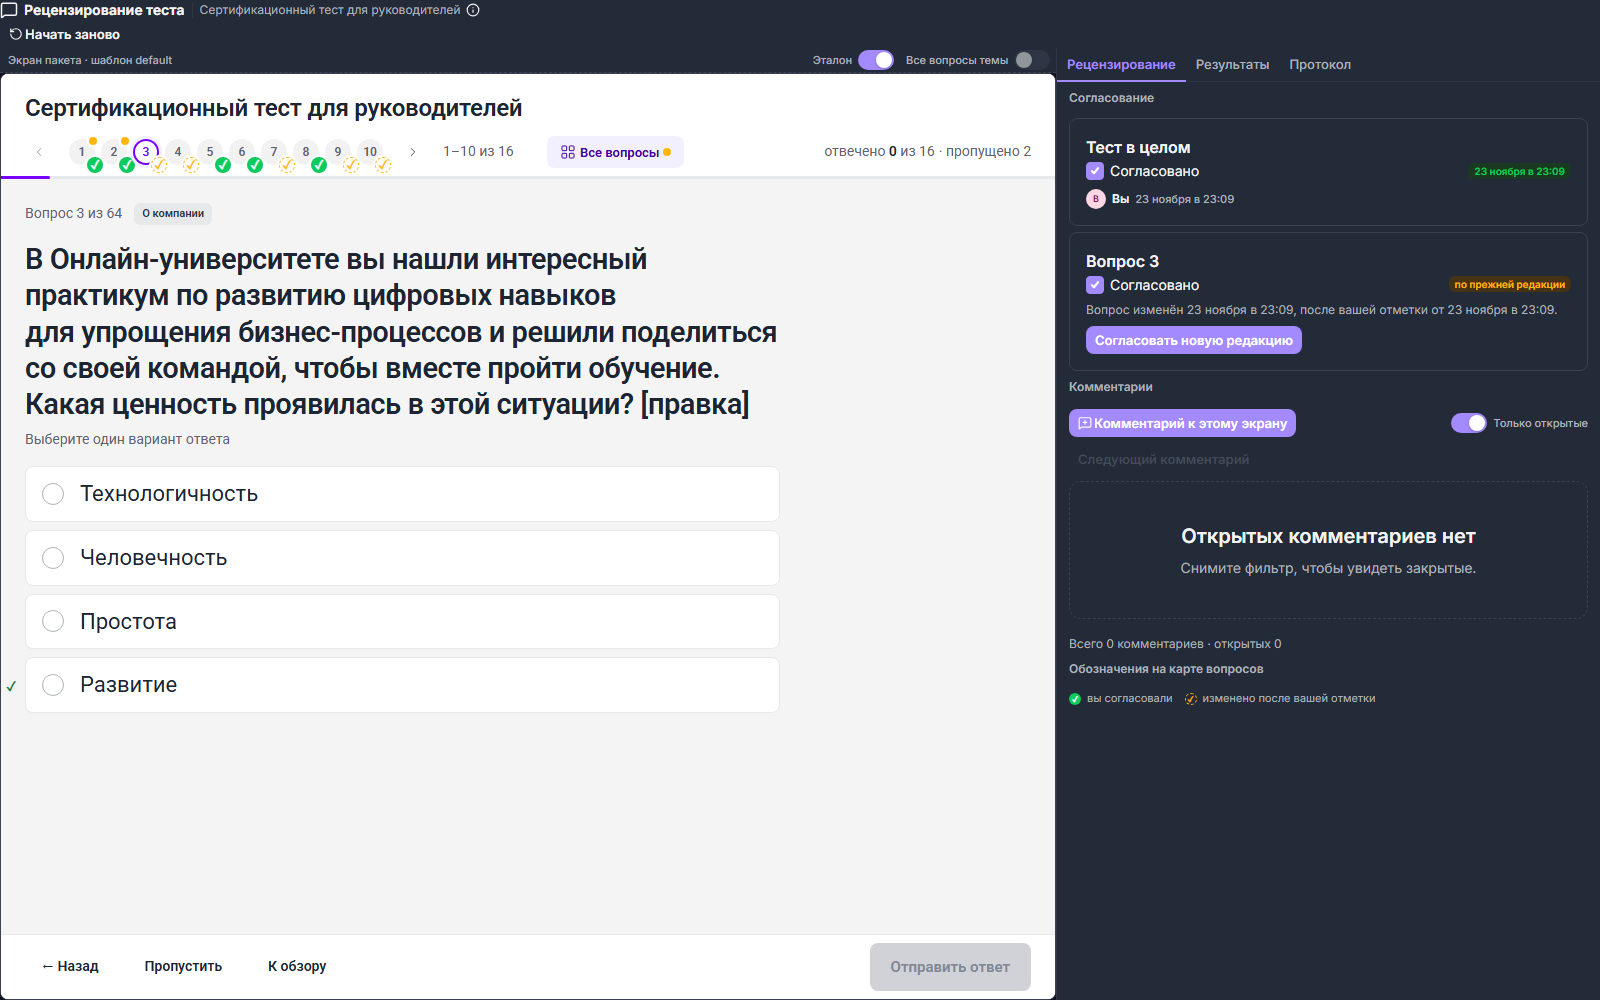 Рецензирование теста
Сертификационный тест для руководителей
Начать заново
Экран пакета · шаблон default
Эталон
Все вопросы темы
Сертификационный тест для руководителей
1 2 3 4 5 6 7 8 9 10
1–10 из 16
Все вопросы
отвечено 0 из 16 · пропущено 2
Вопрос 3 из 64
О компании
В Онлайн-университете вы нашли интересный
практикум по развитию цифровых навыков
для упрощения бизнес-процессов и решили поделиться
со своей командой, чтобы вместе пройти обучение.
Какая ценность проявилась в этой ситуации? [правка]
Выберите один вариант ответа
Технологичность
Человечность
Простота
Развитие
← Назад
Пропустить
К обзору
Отправить ответ
Рецензирование
Результаты
Протокол
Согласование
Тест в целом
Согласовано
23 ноября в 23:09
В
Вы 23 ноября в 23:09
Вопрос 3
Согласовано
по прежней редакции
Вопрос изменён 23 ноября в 23:09, после вашей отметки от 23 ноября в 23:09.
Согласовать новую редакцию
Комментарии
Комментарий к этому экрану
Только открытые
Следующий комментарий
Открытых комментариев нет
Снимите фильтр, чтобы увидеть закрытые.
Всего 0 комментариев · открытых 0
Обозначения на карте вопросов
вы согласовали
изменено после вашей отметки